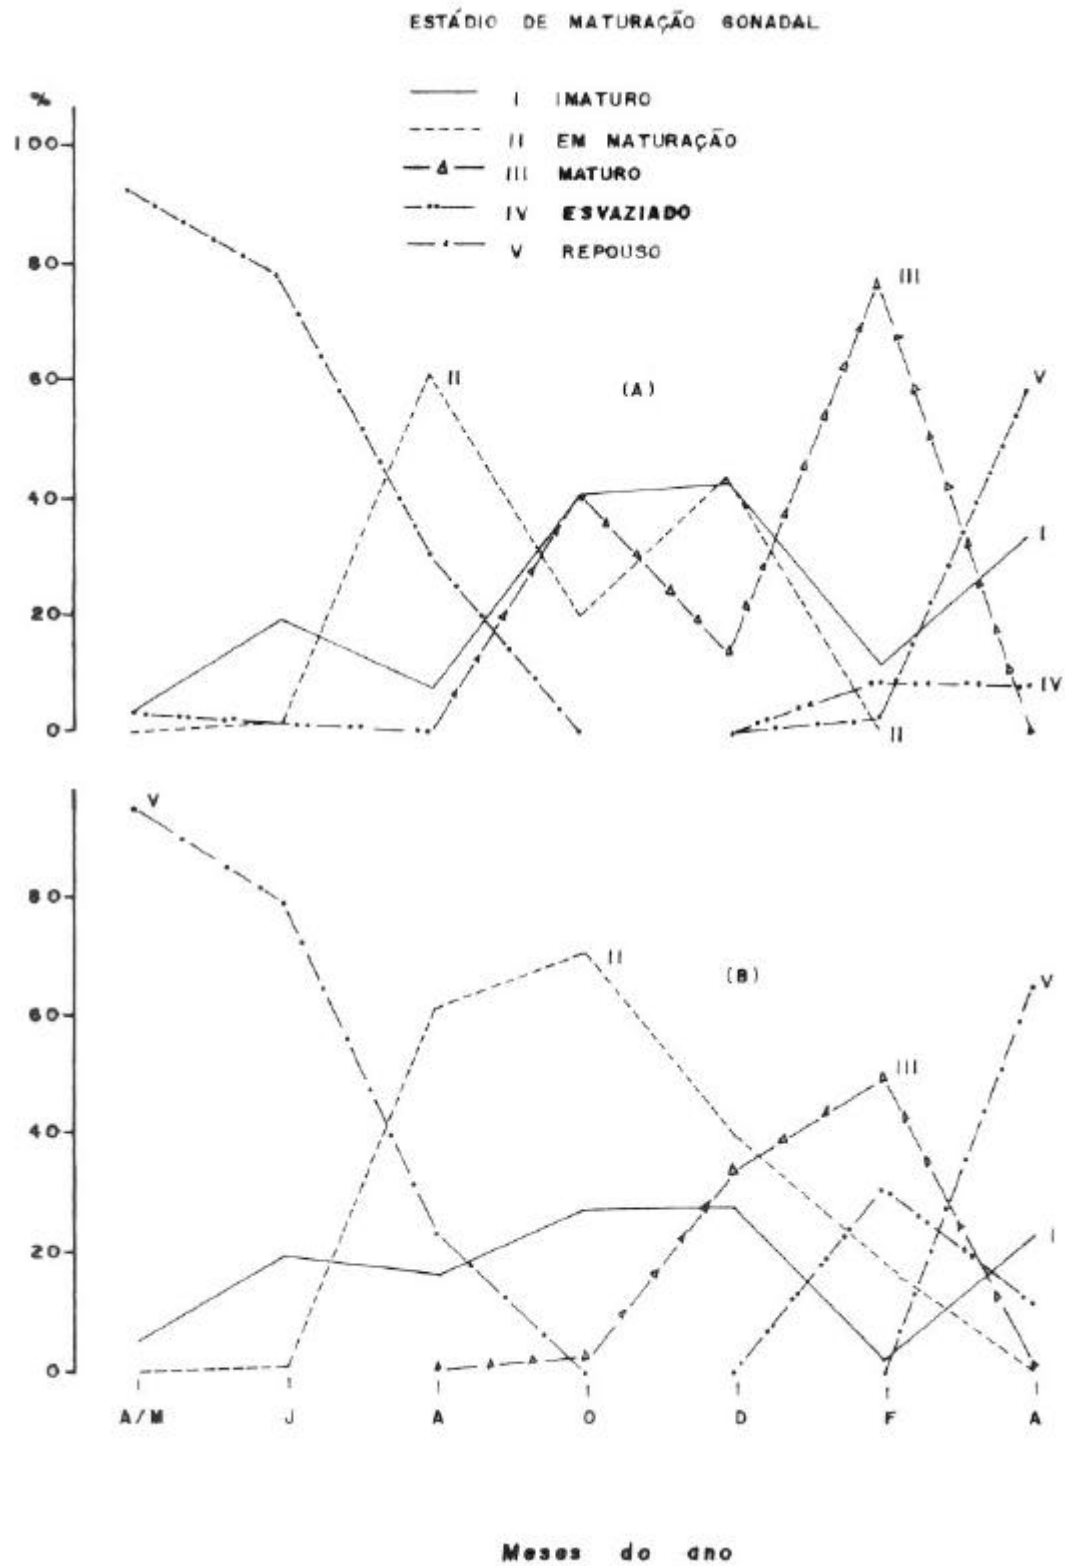 ESTÁDIO DE MATURAÇÃO GONADAL
I IMATURO
II EM MATURAÇÃO
III MATURO
IV ESVAZIADO
V REPOUSO
%
100
80
60
40
20
0
(A)
II
III
V
I
IV
II
80
60
40
20
0
V
II
(B)
III
V
I
A/M J A O D F A
Meses do ano